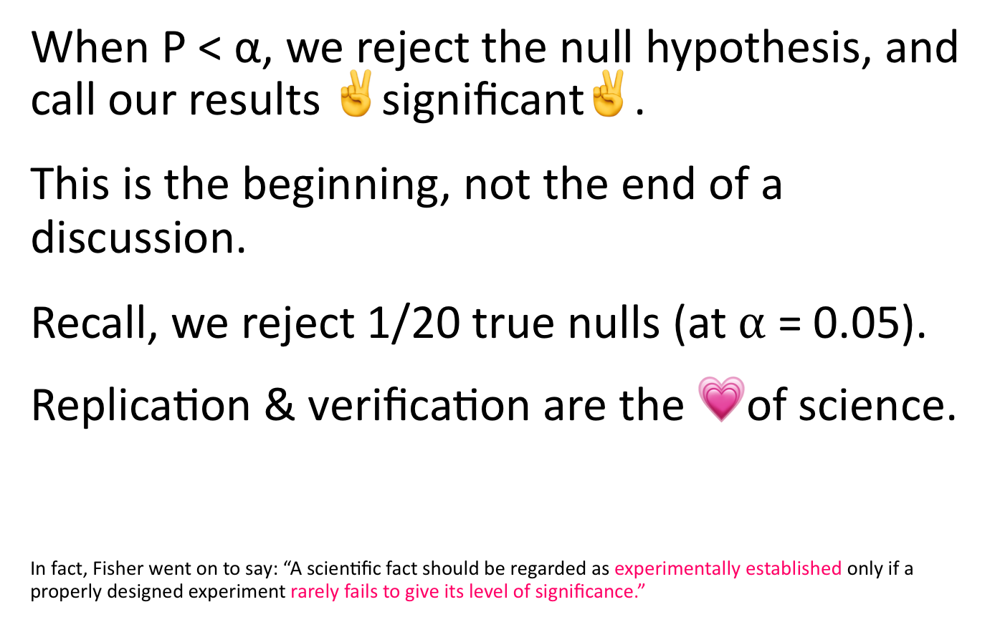 When P < α, we reject the null hypothesis, and
call our results ✌significant✌.
This is the beginning, not the end of a
discussion.
Recall, we reject 1/20 true nulls (at α = 0.05).
Replication & verification are the 💗of science.
In fact, Fisher went on to say: “A scientific fact should be regarded as experimentally established only if a
properly designed experiment rarely fails to give its level of significance.”